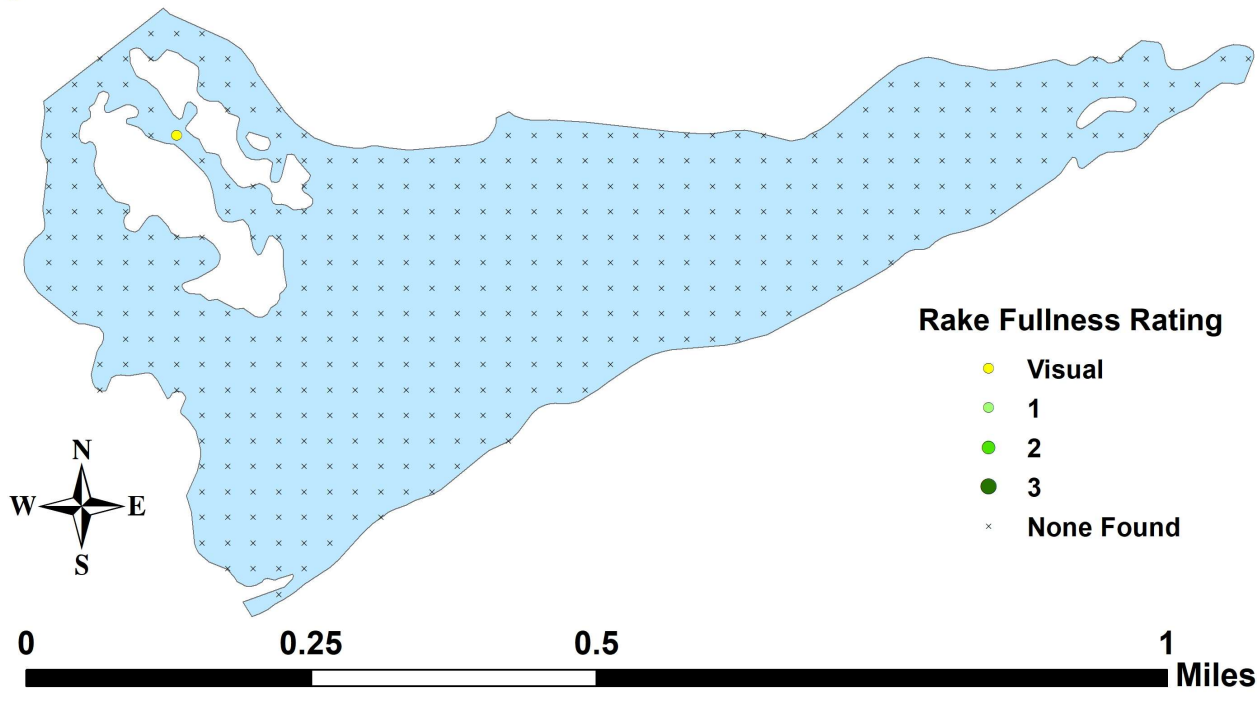 Rake Fullness Rating
Visual
1
2
3
None Found
N
W E
S
0 0.25 0.5 1
Miles